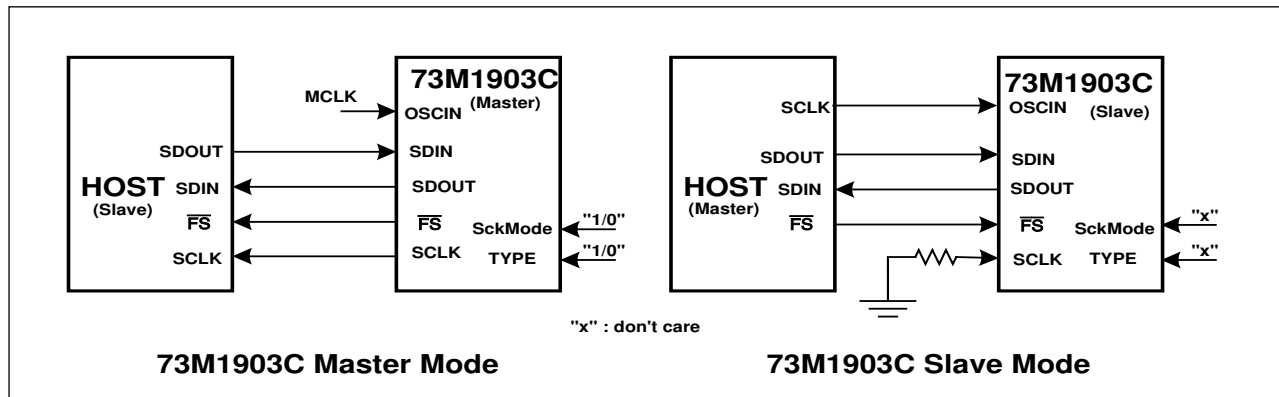 73M1903C
(Master)
MCLK
OSCIN
SDOUT
SDIN
HOST
(Slave)
SDIN
SDOUT
FS
FS
SckMode
"1/0"
SCLK
SCLK
TYPE
"1/0"
73M1903C Master Mode
73M1903C
(Slave)
SCLK
OSCIN
SDOUT
SDIN
HOST
(Master)
SDIN
SDOUT
FS
FS
SckMode
"x"
SCLK
TYPE
"x"
"x" : don't care
73M1903C Slave Mode